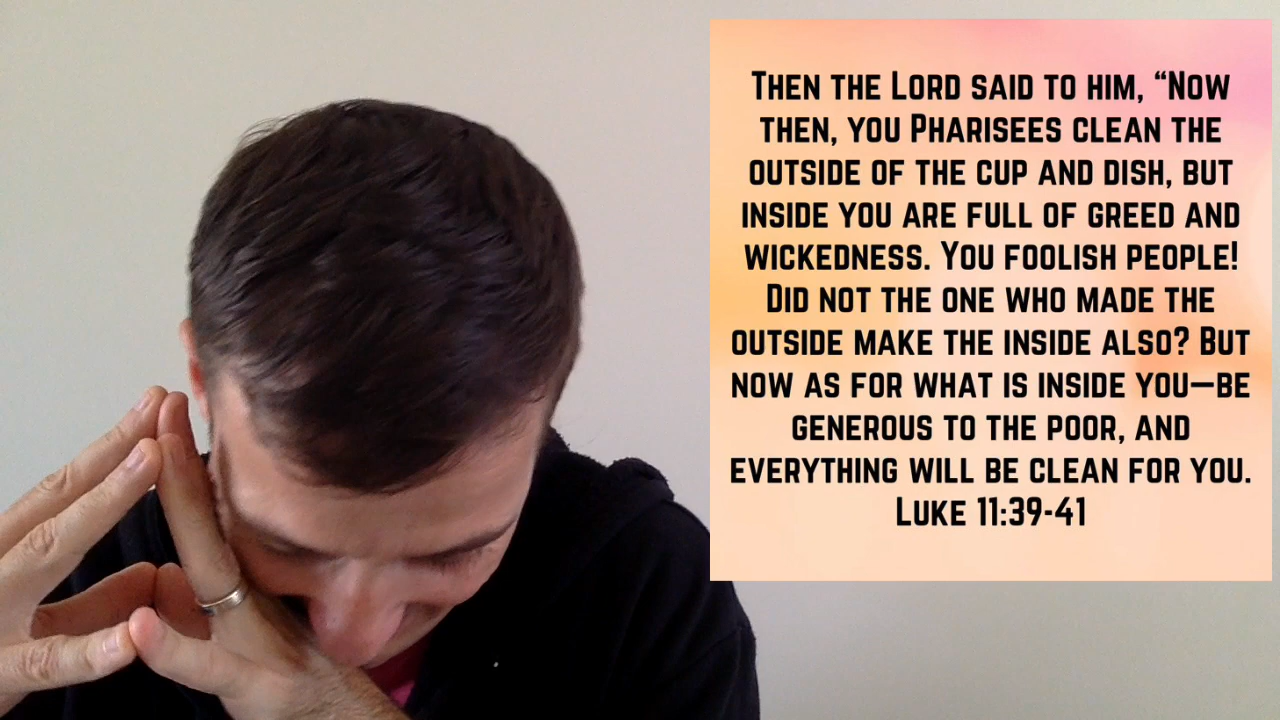 Then the Lord said to him, “Now
then, you Pharisees clean the
outside of the cup and dish, but
inside you are full of greed and
wickedness. You foolish people!
Did not the one who made the
outside make the inside also? But
now as for what is inside you—be
generous to the poor, and
everything will be clean for you.
Luke 11:39-41